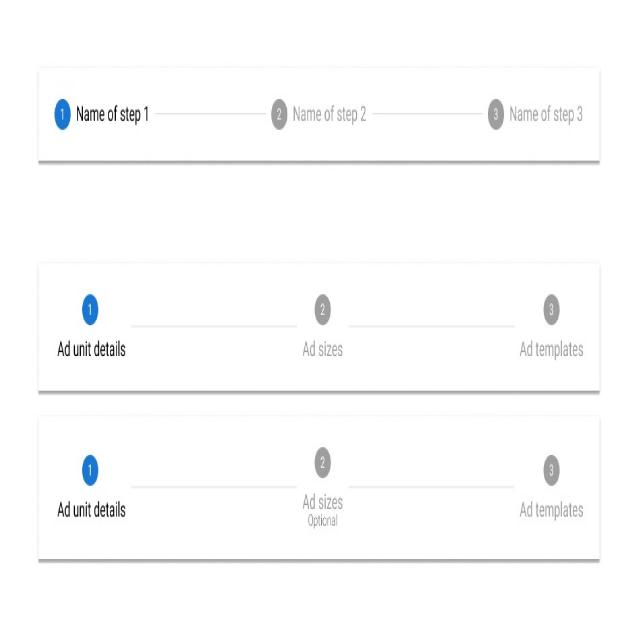 1 Name of step 1 2 Name of step 2 3 Name of step 3
1 2 3
Ad unit details Ad sizes Ad templates
1 2 3
Ad unit details Ad sizes Ad templates
Optional